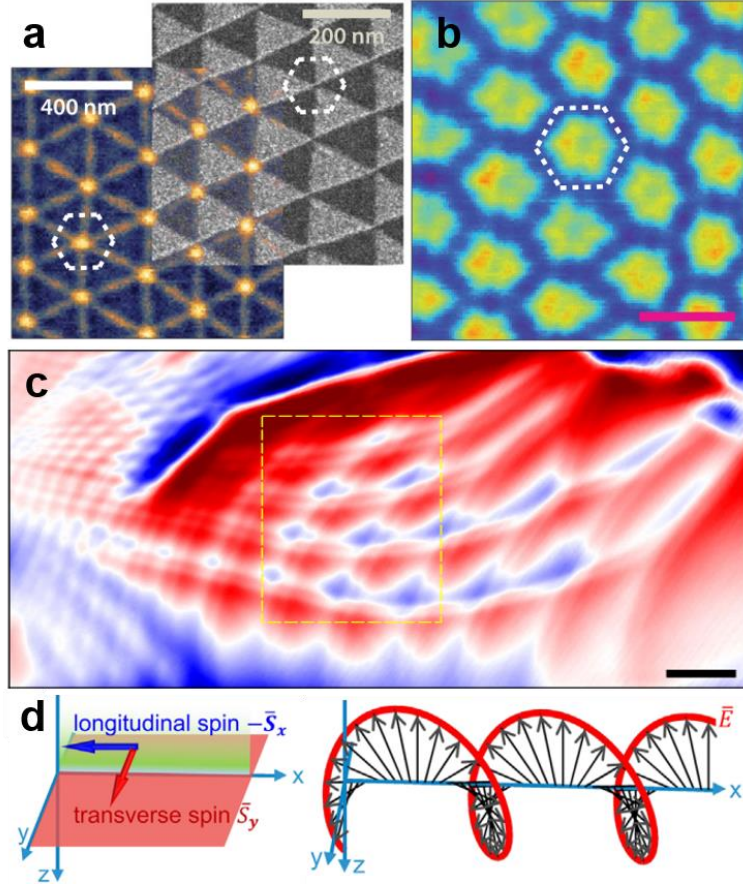 a
200 nm
400 nm
b
c
d
longitudinal spin −S̄ₓ
x
transverse spin S̄ᵧ
y
z
Ē
x
y
z